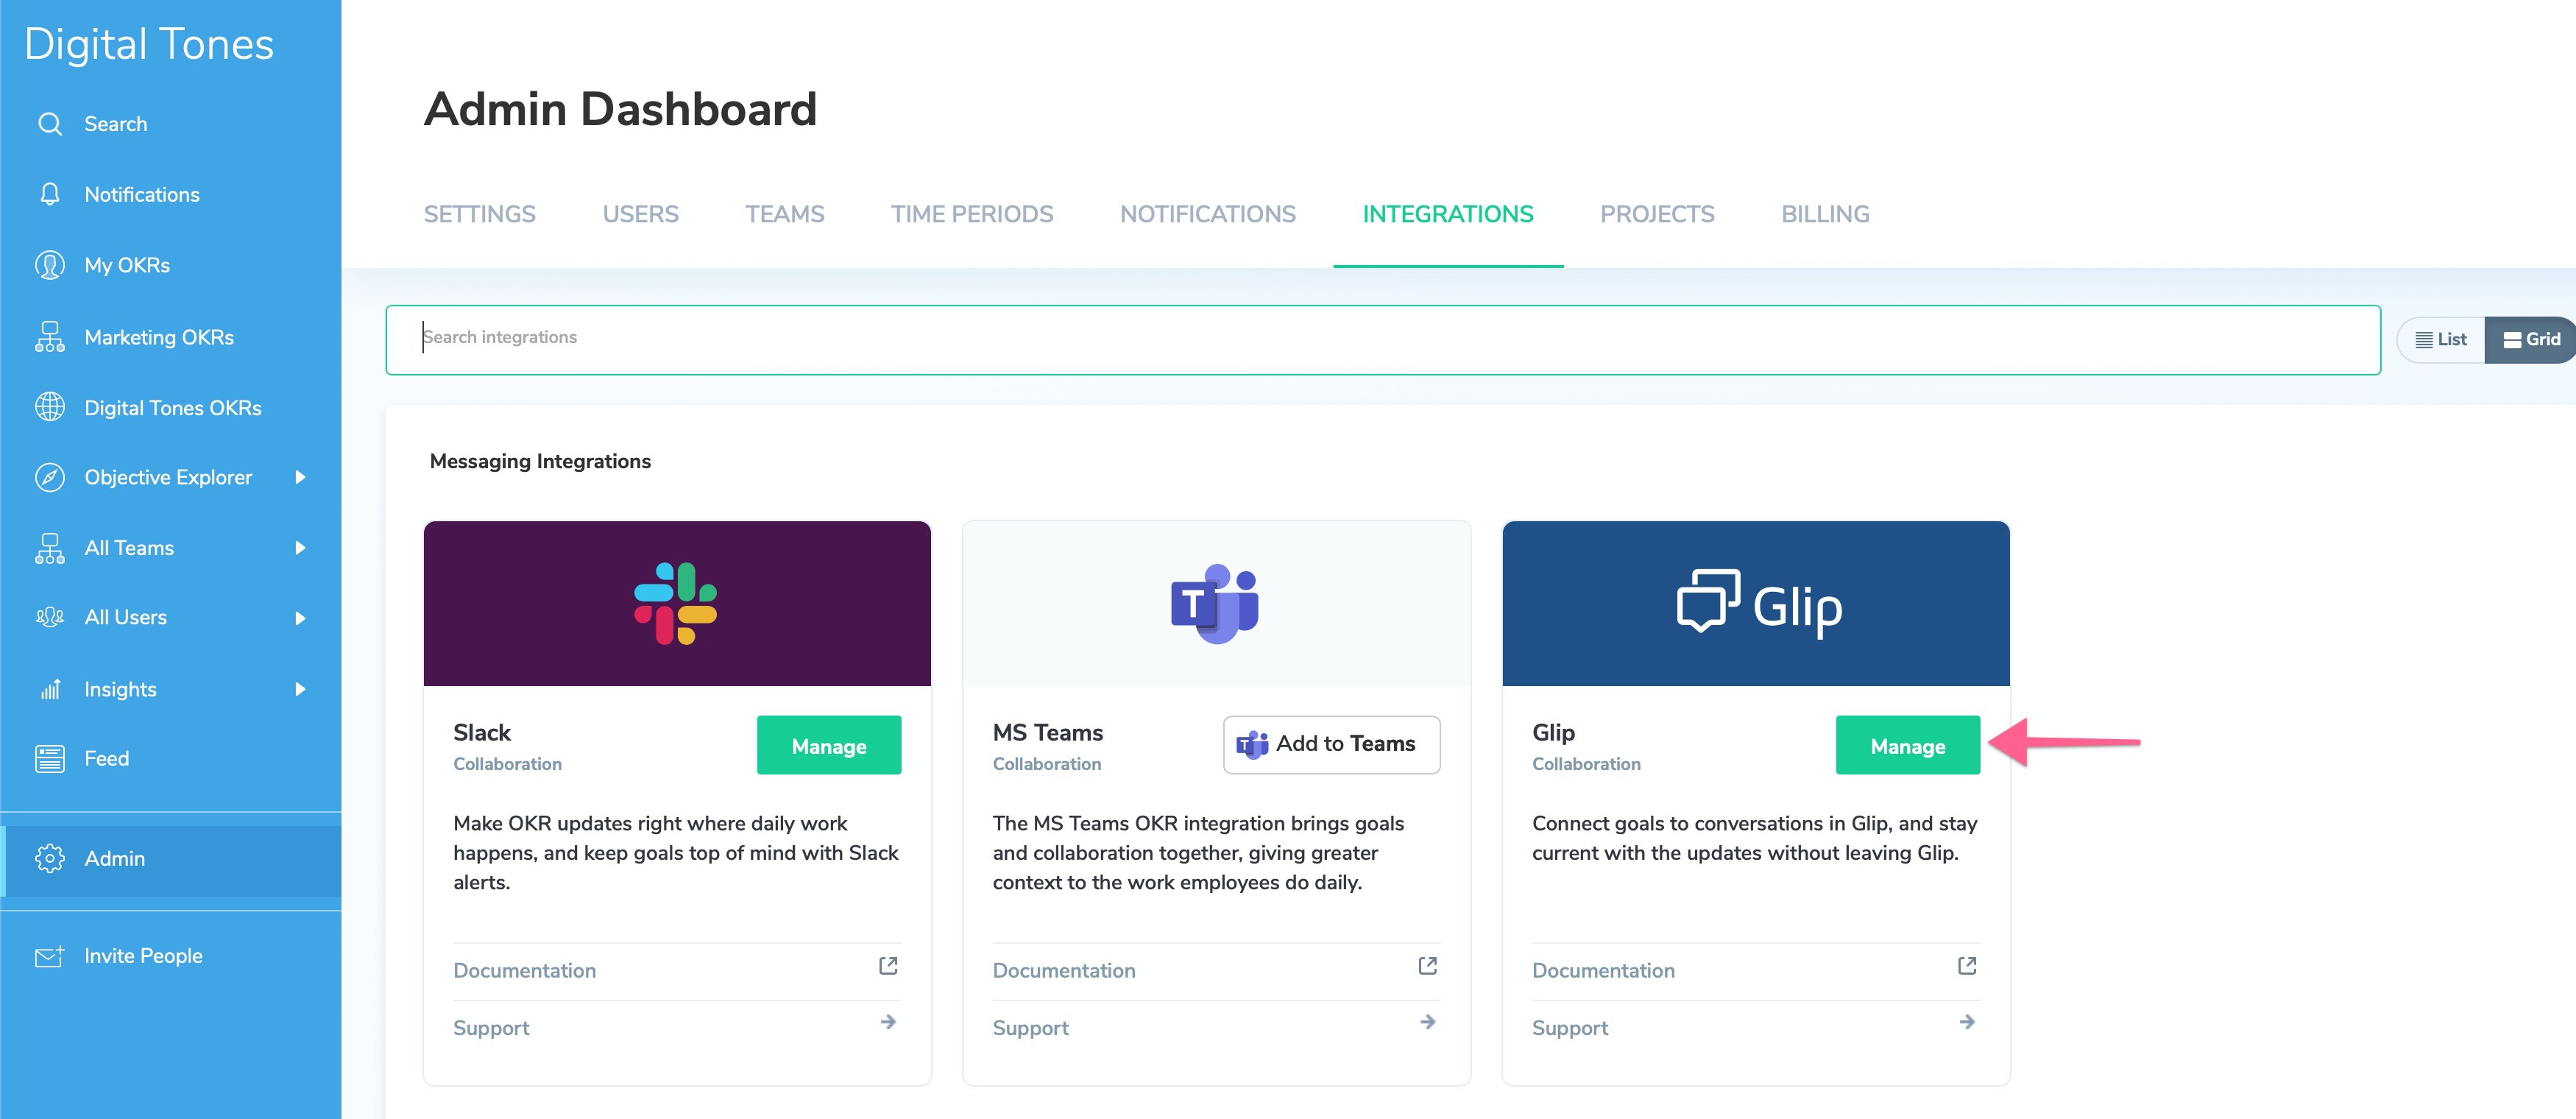 Digital Tones
Search
Notifications
My OKRs
Marketing OKRs
Digital Tones OKRs
Objective Explorer
All Teams
All Users
Insights
Feed
Admin
Invite People
Admin Dashboard
SETTINGS
USERS
TEAMS
TIME PERIODS
NOTIFICATIONS
INTEGRATIONS
PROJECTS
BILLING
Search integrations
List
Grid
Messaging Integrations
Slack
Collaboration
Manage
Make OKR updates right where daily work
happens, and keep goals top of mind with Slack
alerts.
Documentation
Support
T
MS Teams
Collaboration
T
Add to Teams
The MS Teams OKR integration brings goals
and collaboration together, giving greater
context to the work employees do daily.
Documentation
Support
Glip
Glip
Collaboration
Manage
Connect goals to conversations in Glip, and stay
current with the updates without leaving Glip.
Documentation
Support